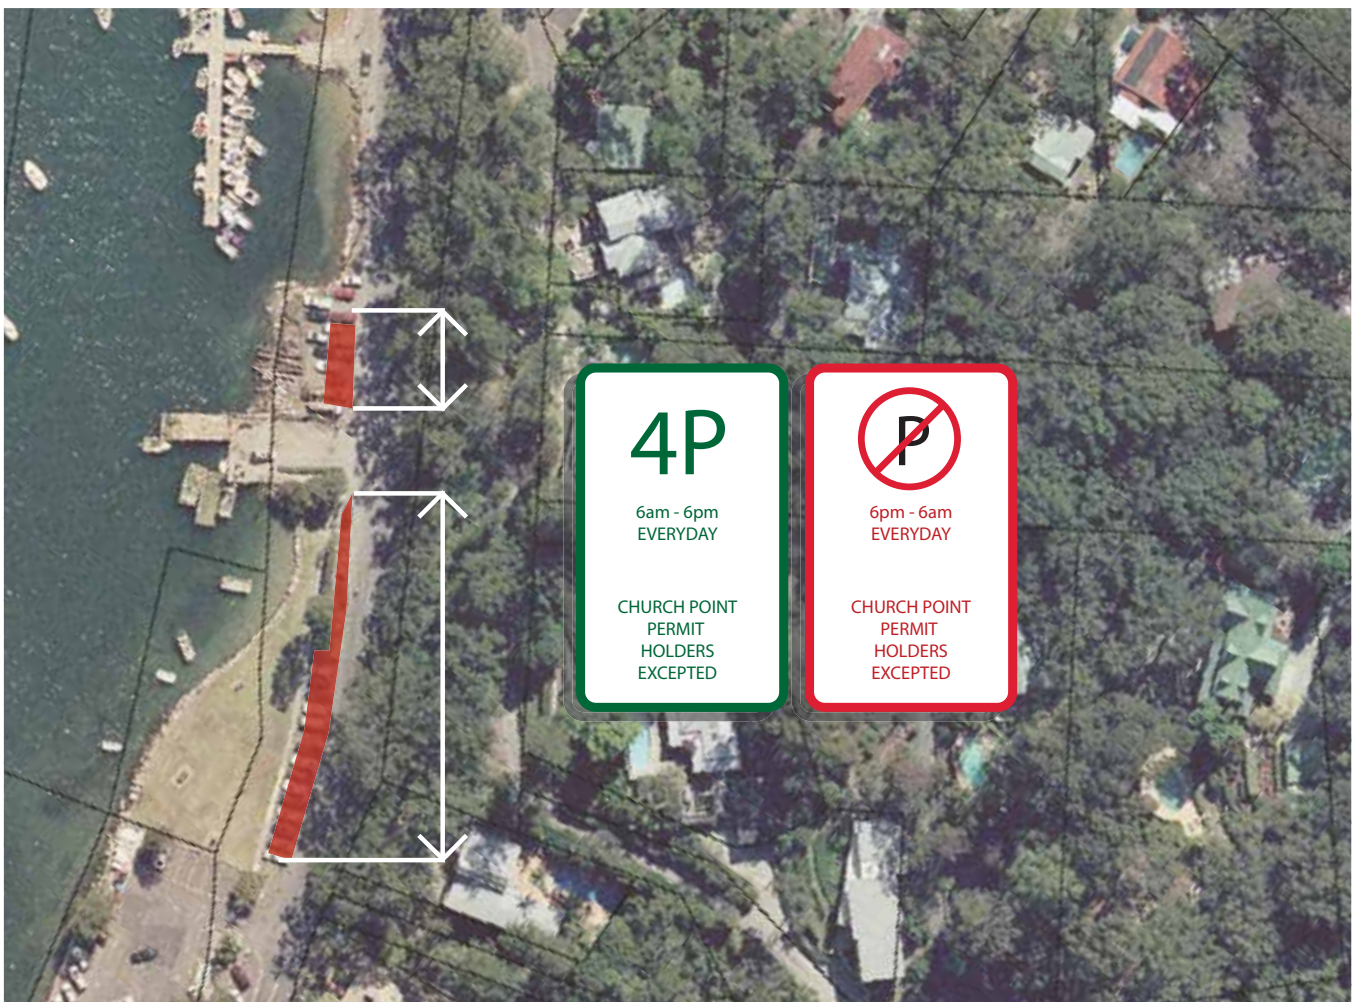 4P
6am - 6pm
EVERYDAY
CHURCH POINT
PERMIT
HOLDERS
EXCEPTED
P
6pm - 6am
EVERYDAY
CHURCH POINT
PERMIT
HOLDERS
EXCEPTED